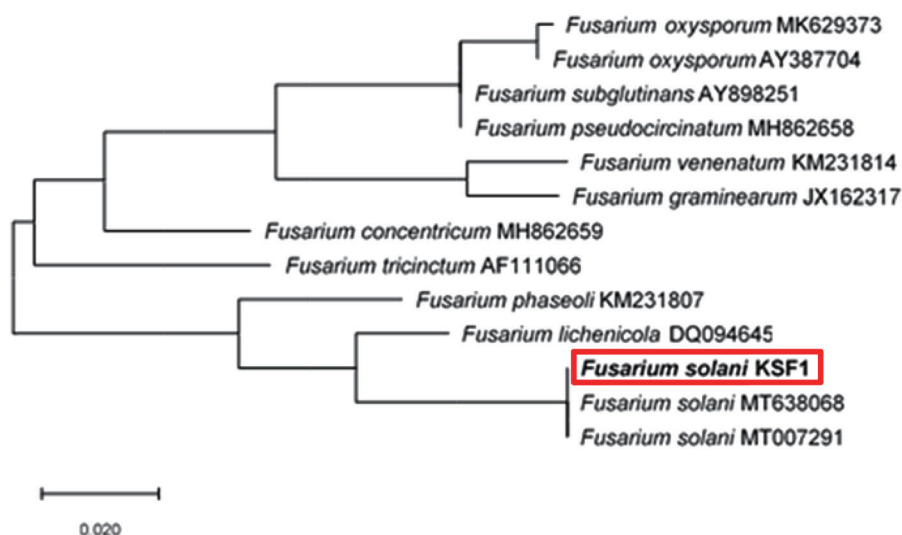 Fusarium oxysporum MK629373
Fusarium oxysporum AY387704
Fusarium subglutinans AY898251
Fusarium pseudocircinatum MH862658
Fusarium venenatum KM231814
Fusarium graminearum JX162317
Fusarium concentricum MH862659
Fusarium tricinctum AF111066
Fusarium phaseoli KM231807
Fusarium lichenicola DQ094645
Fusarium solani KSF1
Fusarium solani MT638068
Fusarium solani MT007291
0.020